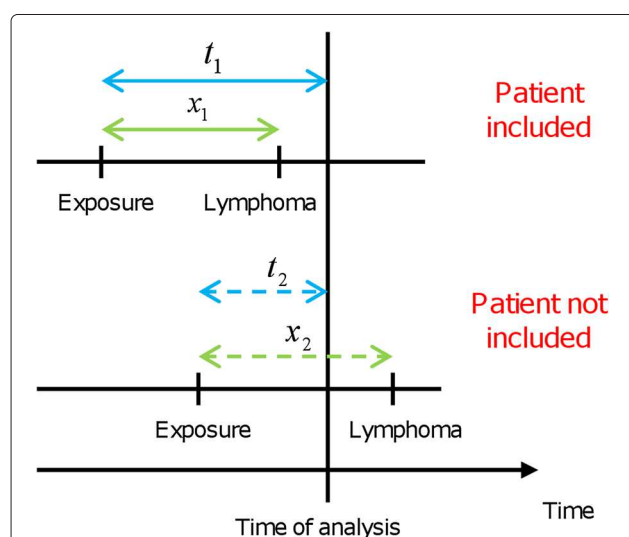 t₁
x₁
Patient
included
Exposure
Lymphoma
t₂
x₂
Patient not
included
Exposure
Lymphoma
Time
Time of analysis